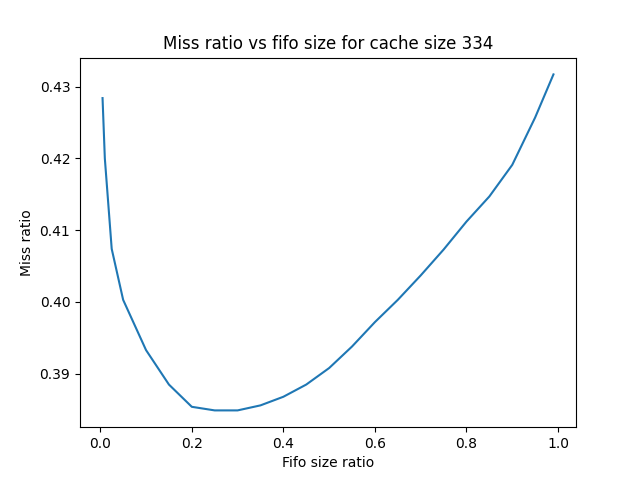 Miss ratio vs fifo size for cache size 334
0.43
0.42
0.41
0.40
0.39
Miss ratio
0.0 0.2 0.4 0.6 0.8 1.0
Fifo size ratio